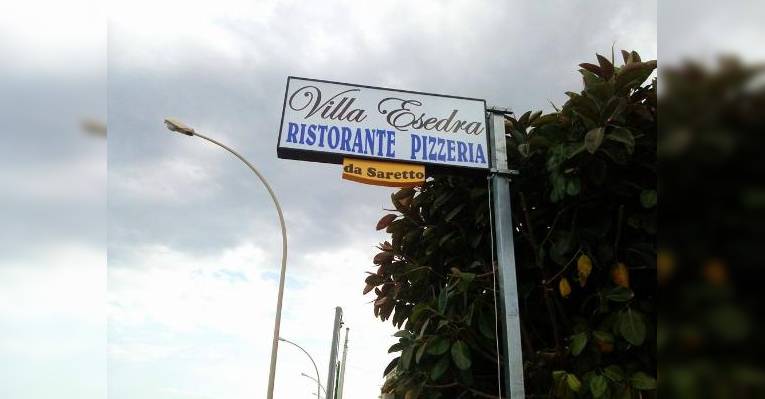 Villa Esedra
RISTORANTE PIZZERIA
da Saretto